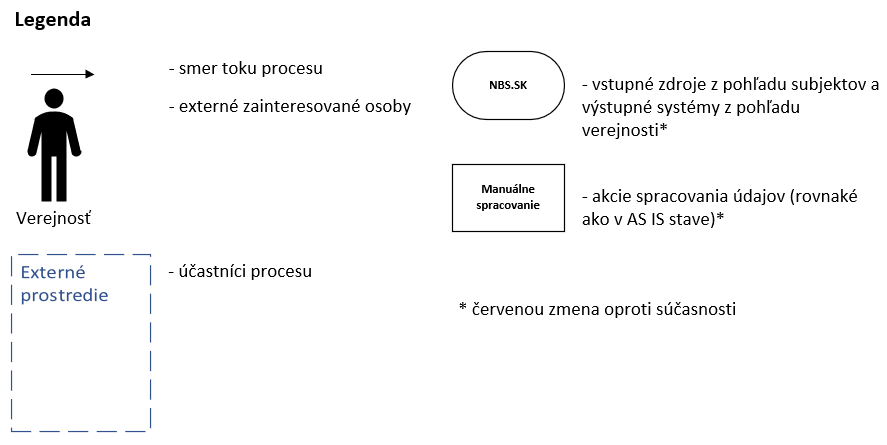 Legenda
- smer toku procesu
- externé zainteresované osoby
Verejnosť
Externé
prostredie
- účastníci procesu
NBS.SK
- vstupné zdroje z pohľadu subjektov a
výstupné systémy z pohľadu
verejnosti*
Manuálne
spracovanie
- akcie spracovania údajov (rovnaké
ako v AS IS stave)*
* červenou zmena oproti súčasnosti